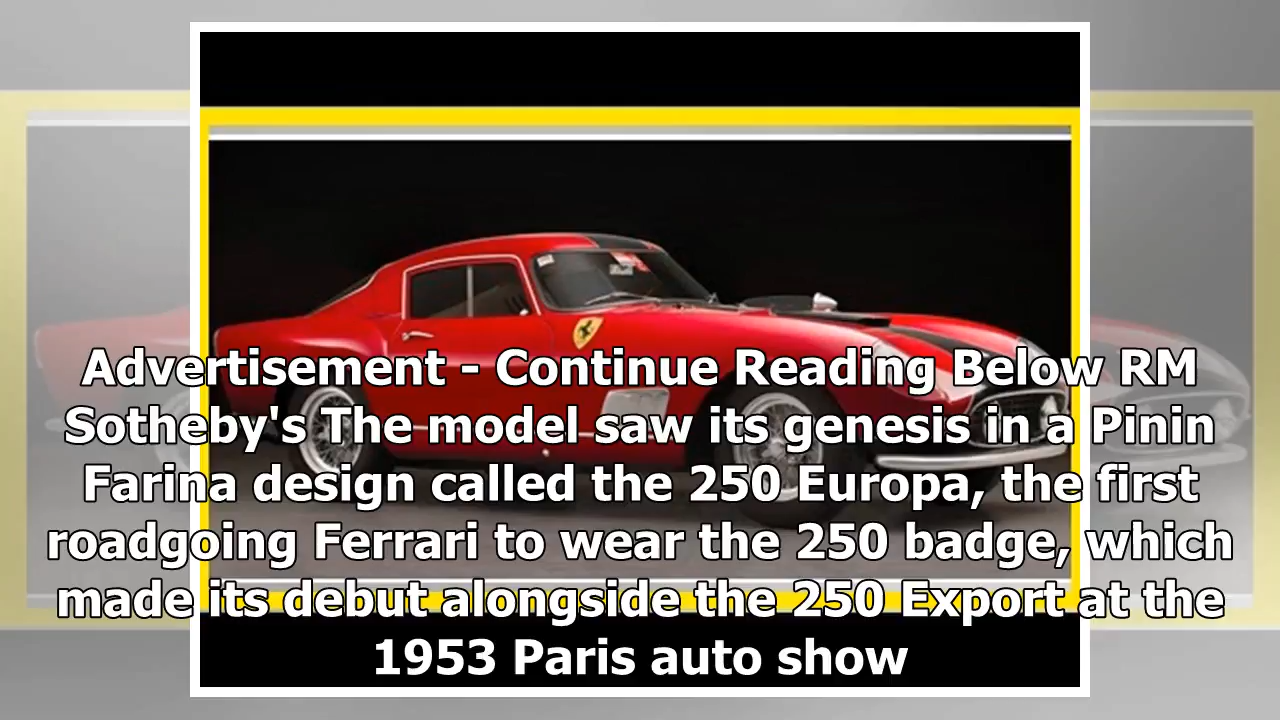 Advertisement - Continue Reading Below RM
Sotheby's The model saw its genesis in a Pinin
Farina design called the 250 Europa, the first
roadgoing Ferrari to wear the 250 badge, which
made its debut alongside the 250 Export at the
1953 Paris auto show